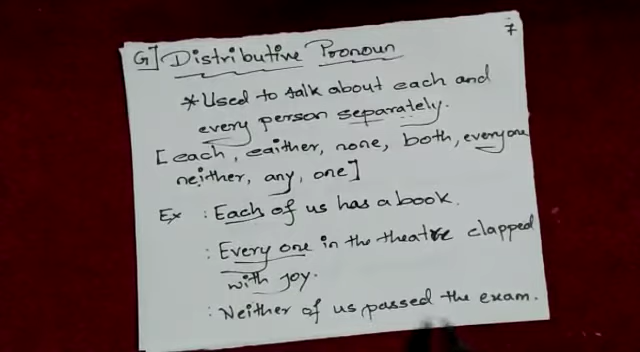 7
G] Distributive Pronoun
* Used to talk about each and
every person separately.
[each, eaither, none, both, everyone
neither, any, one]
Ex : Each of us has a book.
: Every one in the theatre clapped
with joy.
: Neither of us passed the exam.